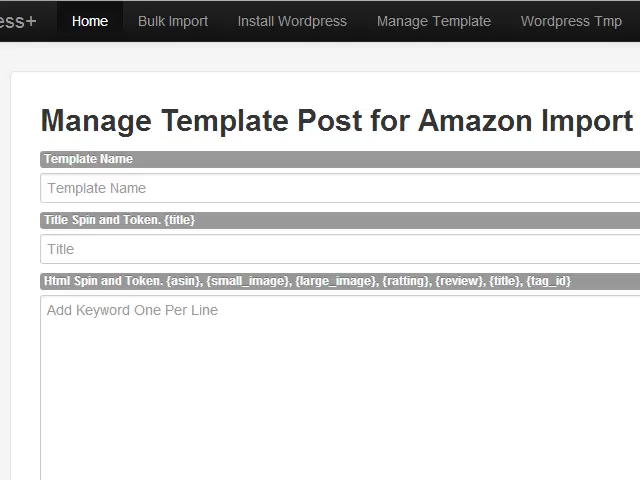 ess+ Home Bulk Import Install Wordpress Manage Template Wordpress Tmp
Manage Template Post for Amazon Import
Template Name
Template Name
Title Spin and Token. {title}
Title
Html Spin and Token. {asin}, {small_image}, {large_image}, {ratting}, {review}, {title}, {tag_id}
Add Keyword One Per Line